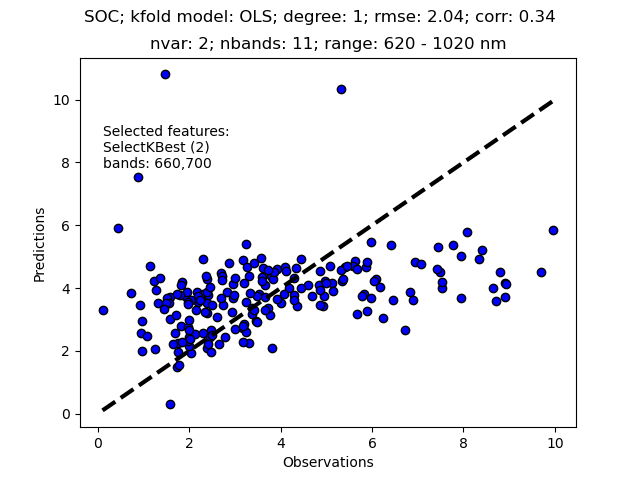 SOC; kfold model: OLS; degree: 1; rmse: 2.04; corr: 0.34
nvar: 2; nbands: 11; range: 620 - 1020 nm
10
8
6
4
2
0
Predictions
Selected features:
SelectKBest (2)
bands: 660,700
0 2 4 6 8 10
Observations